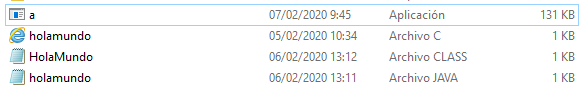 a 07/02/2020 9:45 Aplicación 131 KB
holamundo 05/02/2020 10:34 Archivo C 1 KB
HolaMundo 06/02/2020 13:12 Archivo CLASS 1 KB
holamundo 06/02/2020 13:11 Archivo JAVA 1 KB